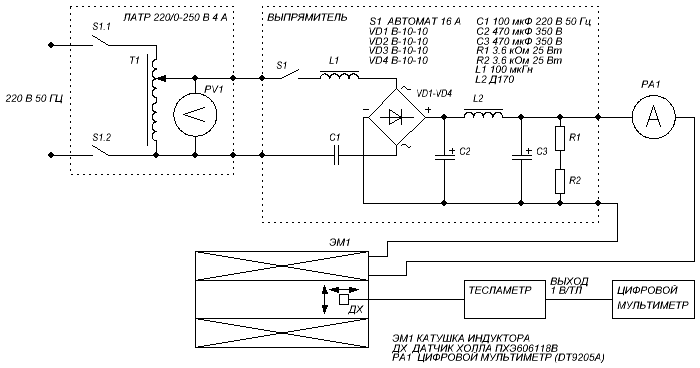 ЛАТР 220/0-250 В 4 А
ВЫПРЯМИТЕЛЬ
S1 АВТОМАТ 16 А
VD1 В-10-10
VD2 В-10-10
VD3 В-10-10
VD4 В-10-10
C1 100 мкФ 220 В 50 Гц
C2 470 мкФ 350 В
C3 470 мкФ 350 В
R1 3.6 кОм 25 Вт
R2 3.6 кОм 25 Вт
L1 100 мкГн
L2 Д170
S1.1
T1
PV1
V
S1
L1
VD1-VD4
L2
PA1
A
220 В 50 ГЦ
S1.2
C1
C2
C3
R1
R2
ЭМ1
ДХ
ТЕСЛАМЕТР
ВЫХОД
1 В/ТЛ
ЦИФРОВОЙ
МУЛЬТИМЕТР
ЭМ1 КАТУШКА ИНДУКТОРА
ДХ ДАТЧИК ХОЛЛА ПХЭ606118В
PA1 ЦИФРОВОЙ МУЛЬТИМЕТР (DT9205A)